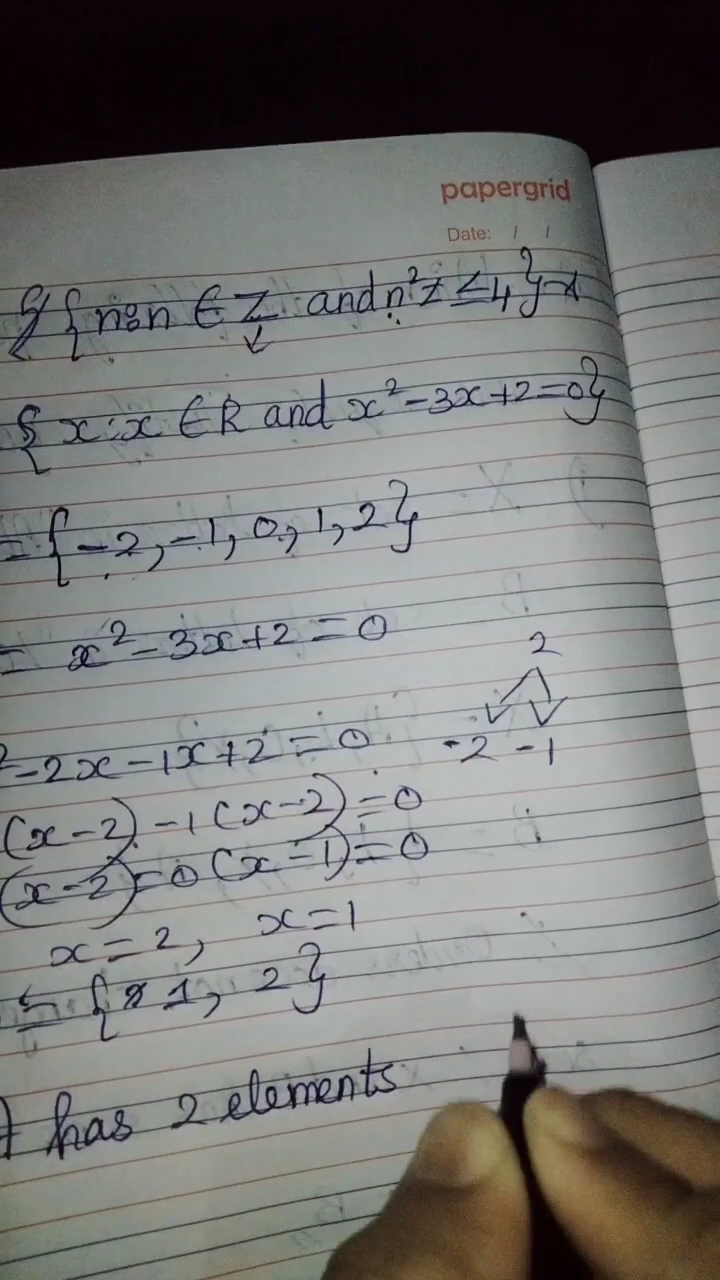 papergrid
Date: / /
{n:n ∈ Z and n²z ≤ 4}
{x:x ∈ R and x²-3x+2=0}
= {-2, -1, 0, 1, 2}
= x²-3x+2=0
2
²-2x-1x+2=0
-2 -1
(x-2)-1(x-2)=0
(x-2)=0 (x-1)=0
x=2, x=1
= { 1, 2}
has 2 elements